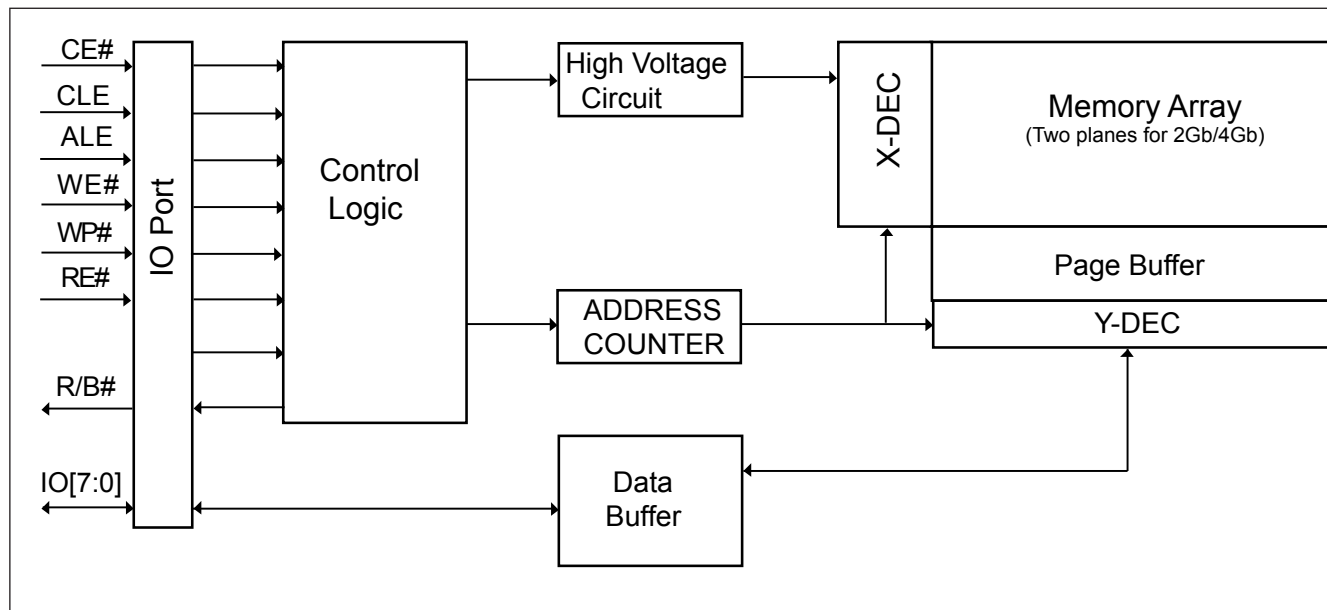 CE#
CLE
ALE
WE#
WP#
RE#
R/B#
IO[7:0]
IO Port
Control
Logic
High Voltage
Circuit
ADDRESS
COUNTER
Data
Buffer
X-DEC
Memory Array
(Two planes for 2Gb/4Gb)
Page Buffer
Y-DEC